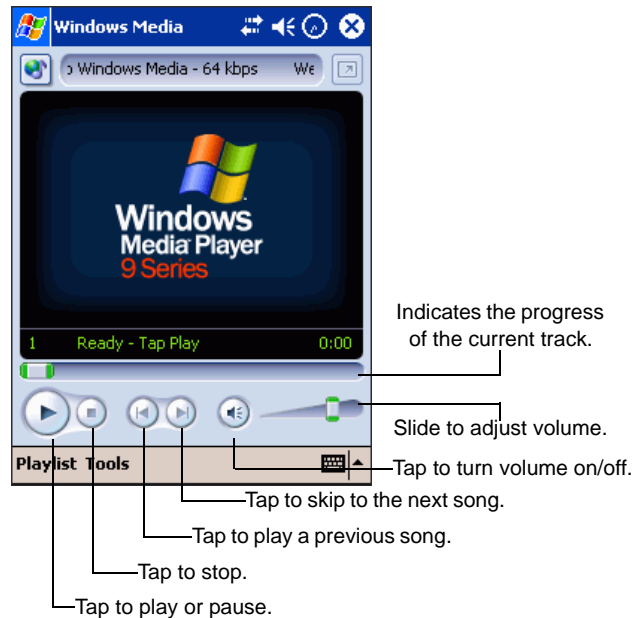 Windows Media
o Windows Media - 64 kbps We
Windows
Media Player
9 Series
1 Ready - Tap Play 0:00
Indicates the progress
of the current track.
Slide to adjust volume.
Playlist Tools
Tap to turn volume on/off.
Tap to skip to the next song.
Tap to play a previous song.
Tap to stop.
Tap to play or pause.